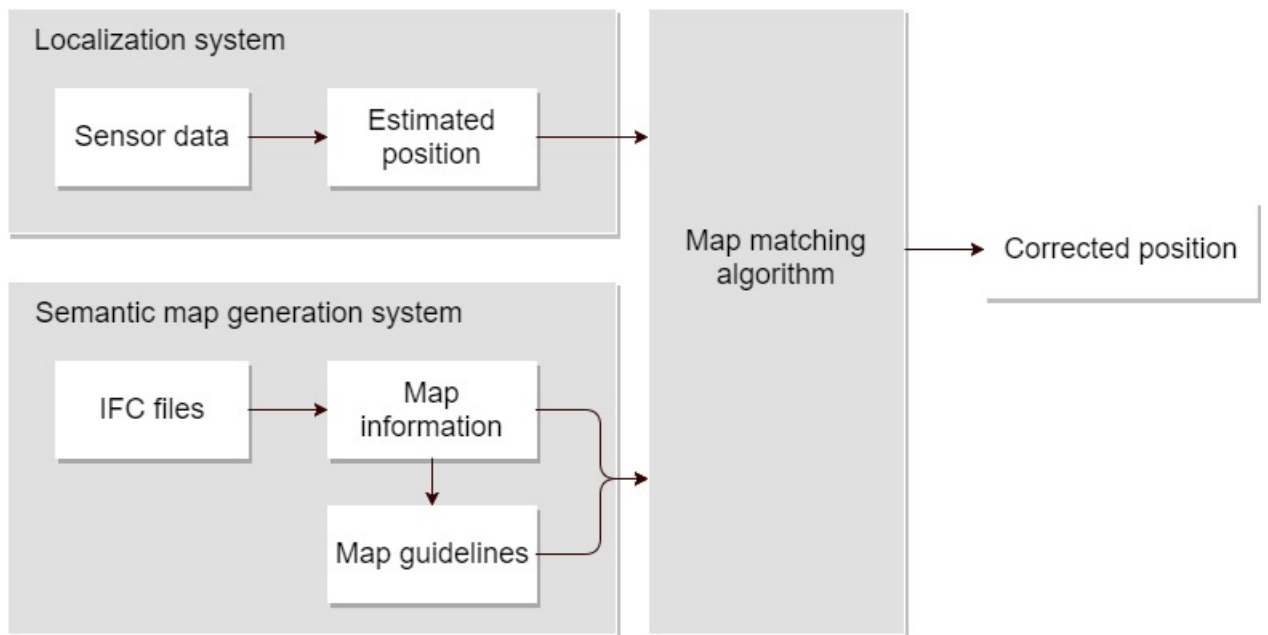 Localization system
Sensor data
Estimated
position
Map matching
algorithm
Corrected position
Semantic map generation system
IFC files
Map
information
Map guidelines